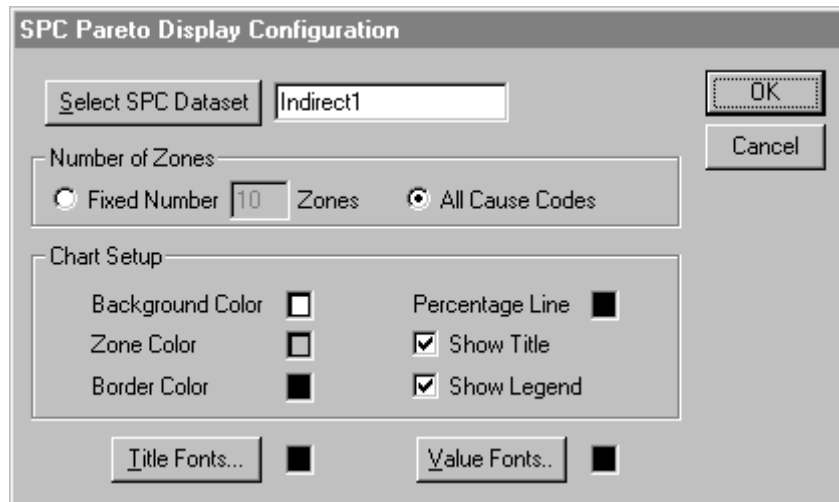 SPC Pareto Display Configuration
Select SPC Dataset Indirect1 OK
Cancel
Number of Zones
Fixed Number 10 Zones All Cause Codes
Chart Setup
Background Color Percentage Line
Zone Color Show Title
Border Color Show Legend
Title Fonts... Value Fonts..